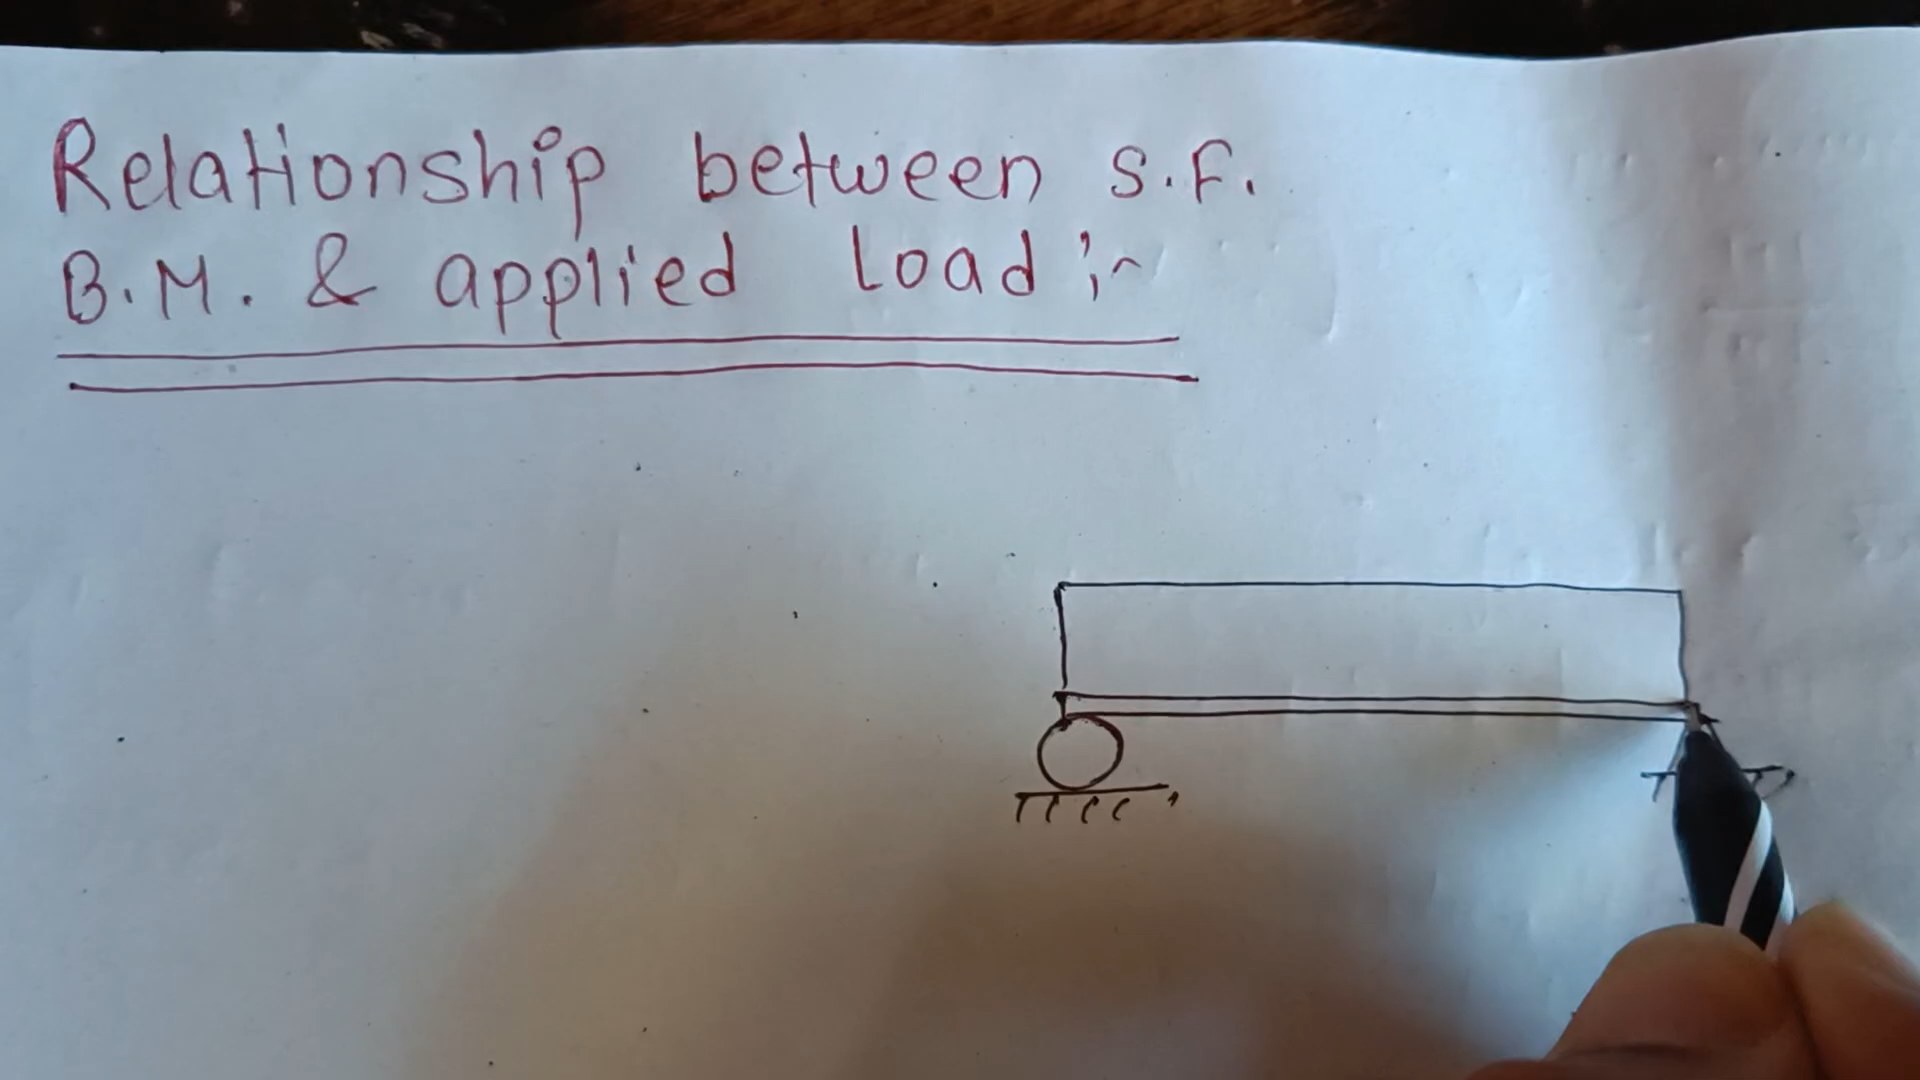 Relationship between S.F.
B.M. & applied load :-